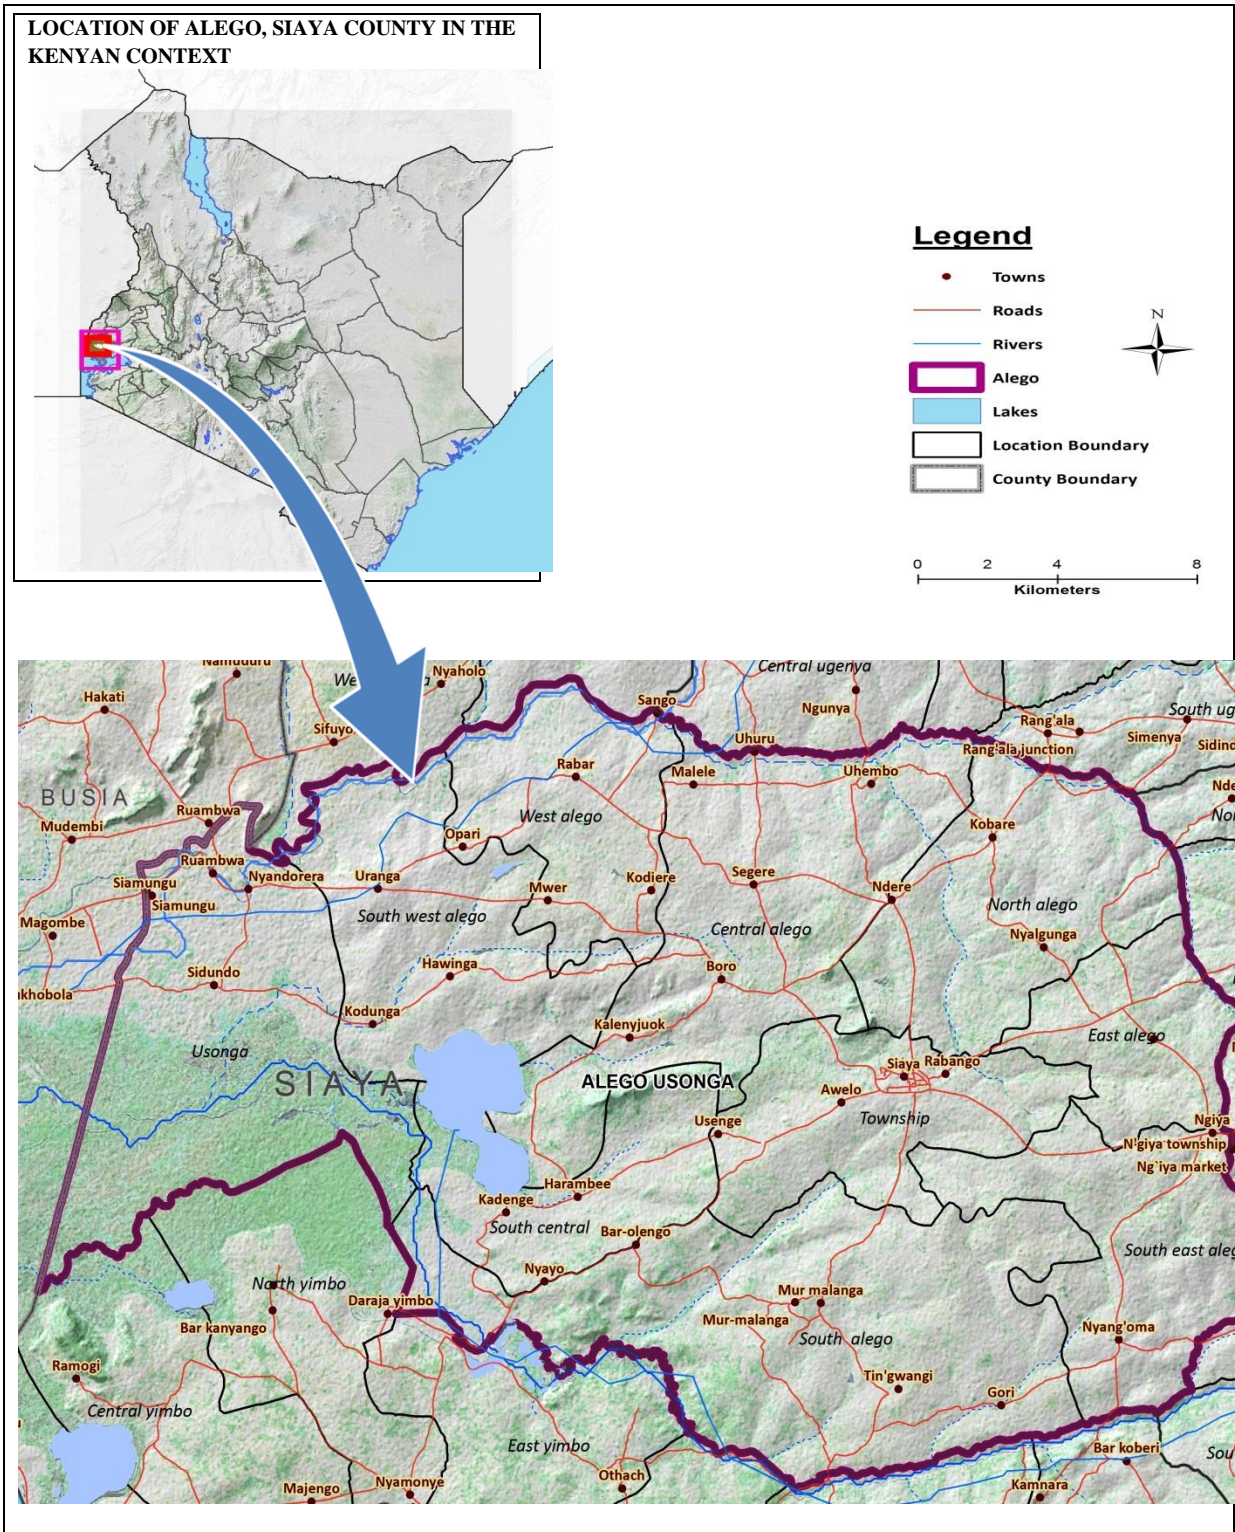 LOCATION OF ALEGO, SIAYA COUNTY IN THE
KENYAN CONTEXT
Legend
Towns
Roads
Rivers
Alego
Lakes
Location Boundary
County Boundary
N
0 2 4 8
Kilometers
Namuduru
Hakati
Nyaholo
Sifuyo
Central ugenya
Ngunya
Sango
Uhuru
Rang'ala
Rang'ala junction
Simenya
Rabar
Malele
Uhembo
BUSIA
Ruambwa
Mudembi
West alego
Opari
Kobare
Ruambwa
Nyandorera
Siamungu
Siamungu
Uranga
Mwer
Kodiere
Segere
Ndere
Magombe
South west alego
Central alego
North alego
Nyalgunga
Sidundo
Hawinga
Boro
Kodunga
Kalenyjuok
East alego
Usonga
SIAYA
ALEGO USONGA
Siaya
Rabango
Awelo
Township
Usenge
Ngiya
N'giya township
Ng`iya market
Harambee
Kadenge
South central
Bar-olengo
Nyayo
North yimbo
Daraja yimbo
Bar kanyango
Mur malanga
Mur-malanga
South alego
Nyang'oma
Ramogi
Tin'gwangi
Gori
Central yimbo
East yimbo
Bar koberi
Othach
Kamnara
Majengo
Nyamonye